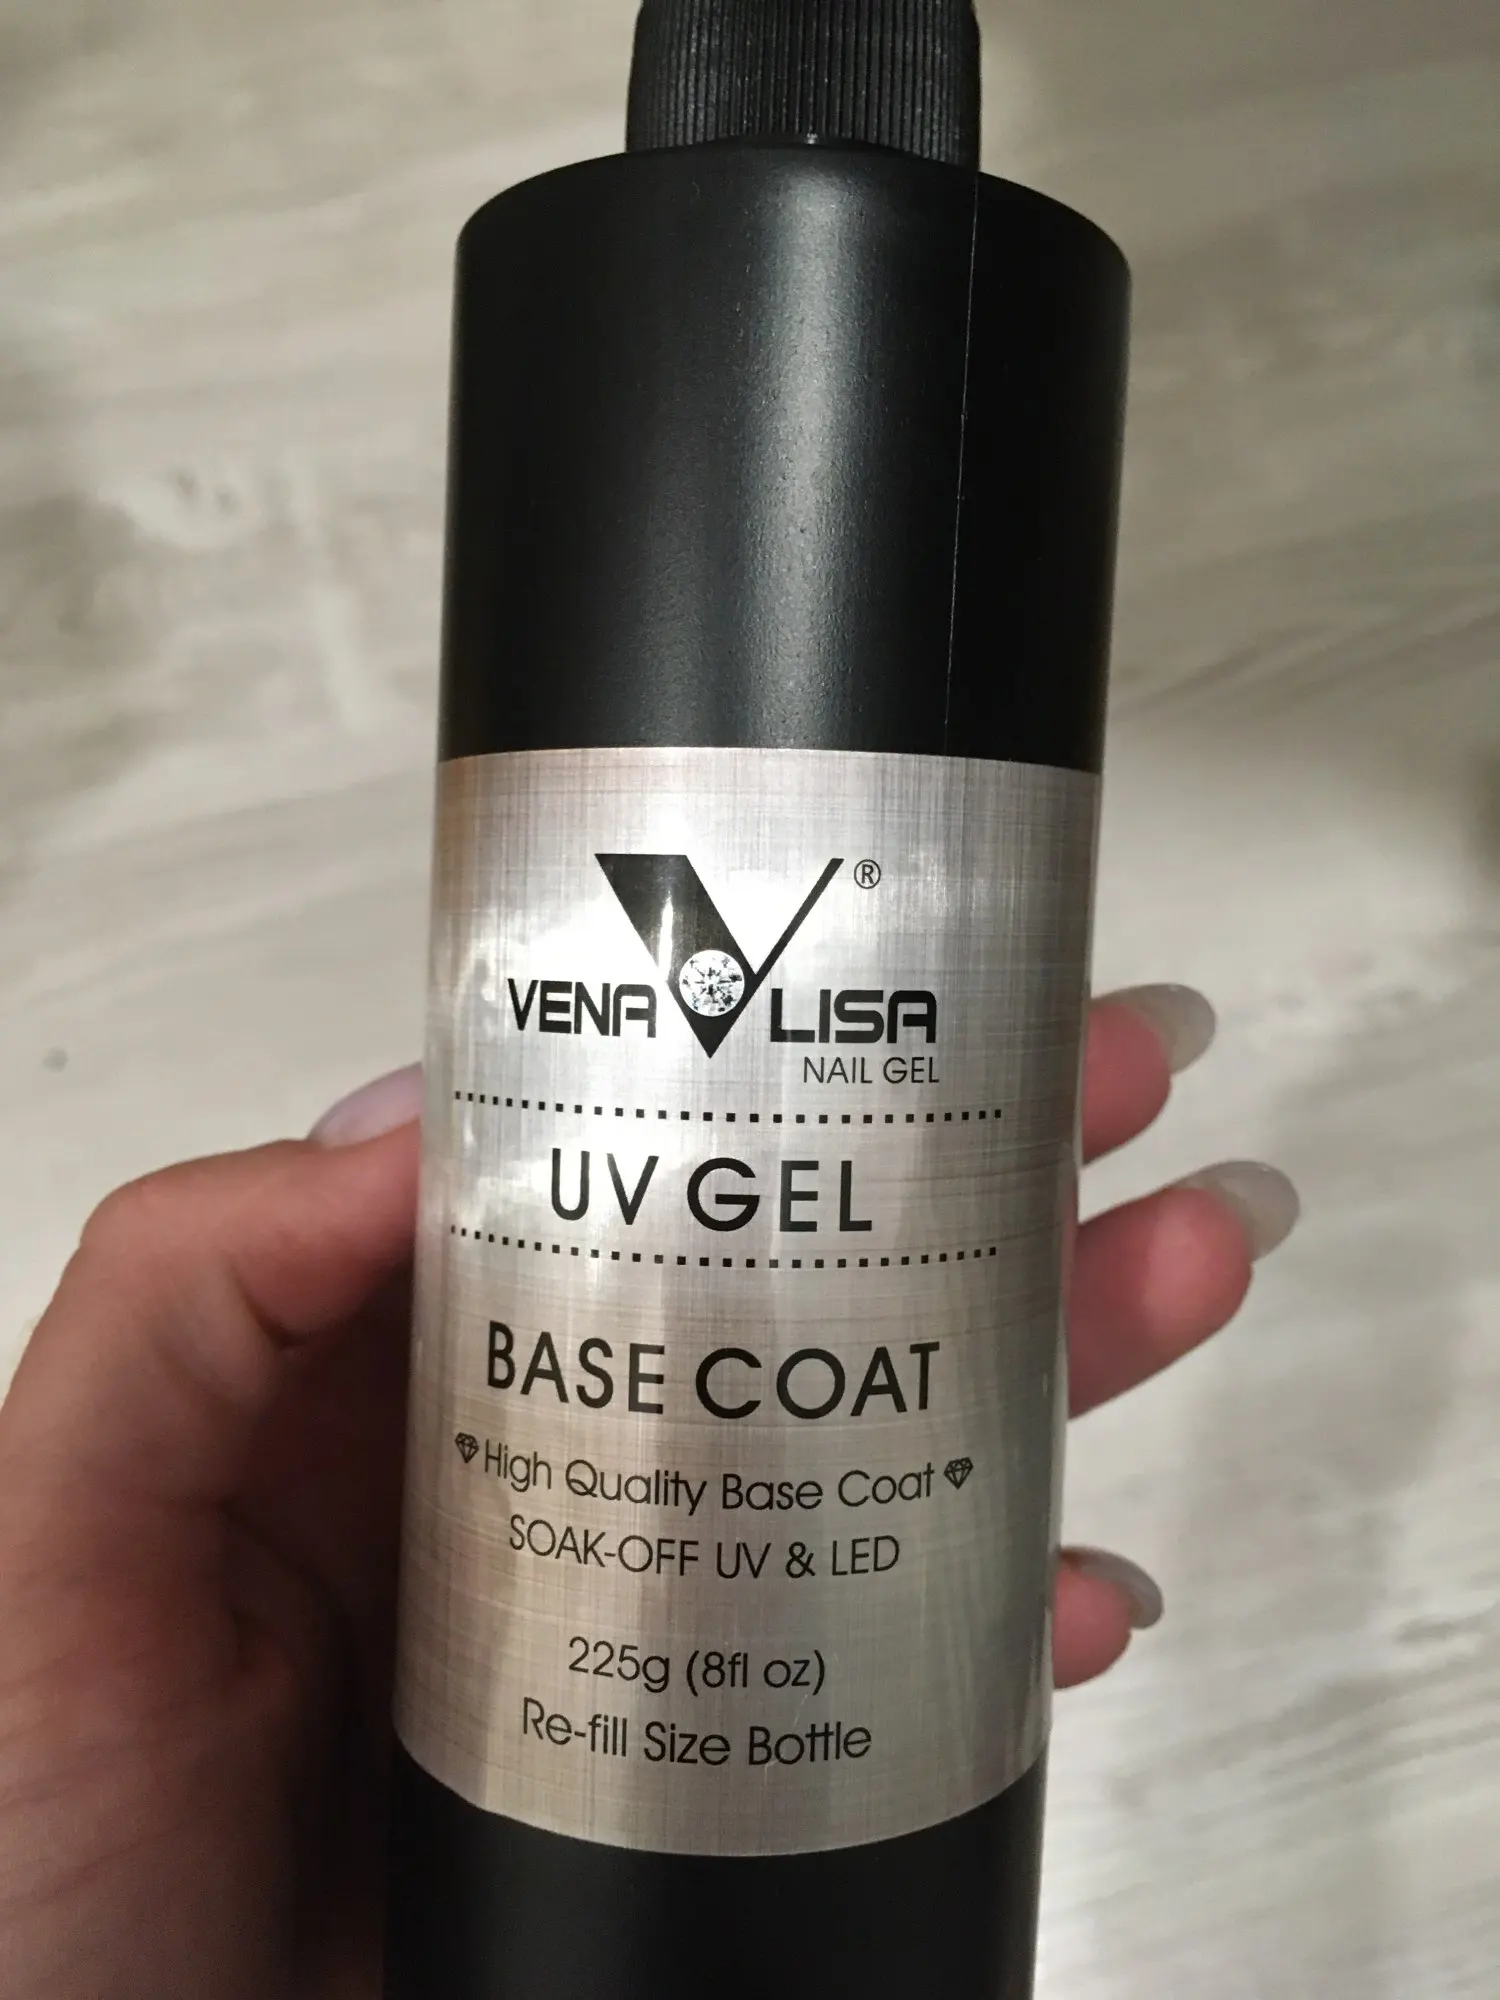 ®
VENA LISA
NAIL GEL
UV GEL
BASE COAT
High Quality Base Coat
SOAK-OFF UV & LED
225g (8fl oz)
Re-fill Size Bottle